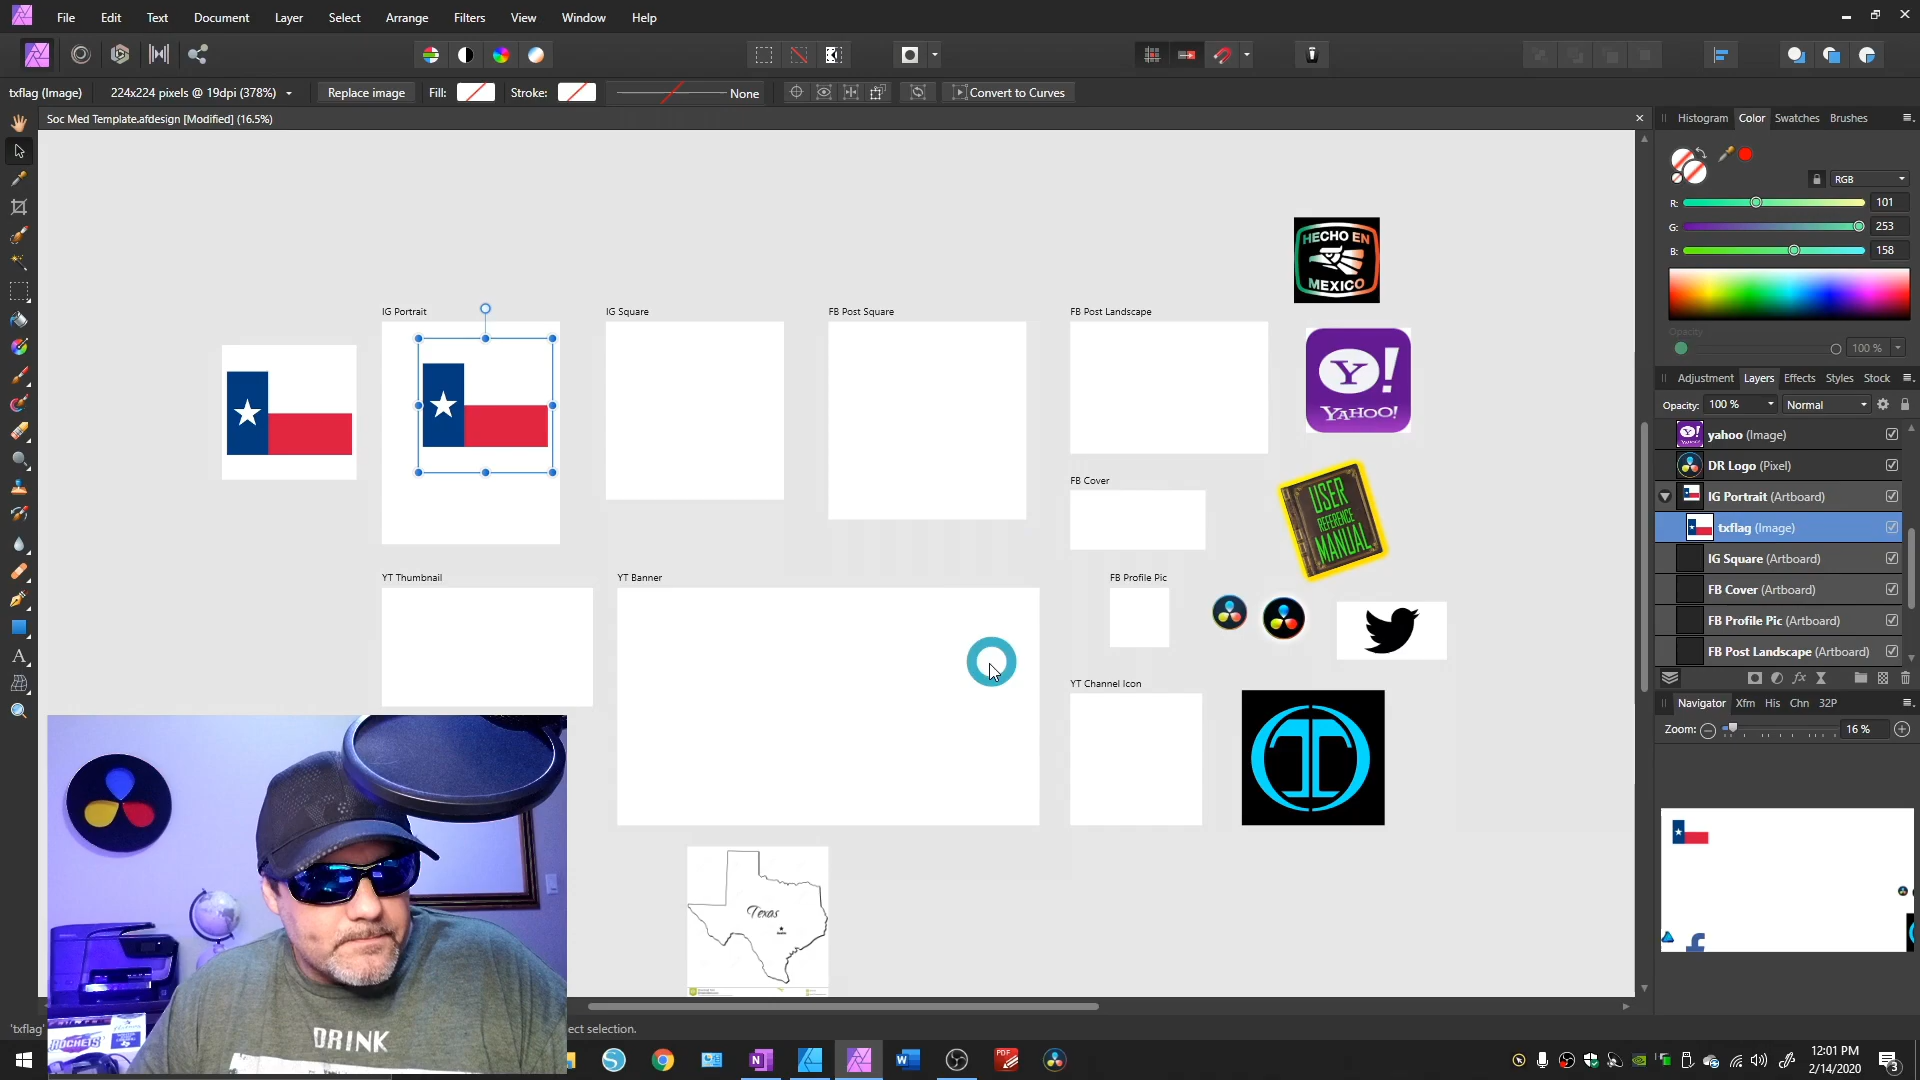 File Edit Text Document Layer Select Arrange Filters View Window Help
txflag (Image) 224x224 pixels @ 19dpi (378%) Replace image Fill: Stroke: None Convert to Curves
Soc Med Template.afdesign [Modified] (16.5%)
Histogram Color Swatches Brushes
RGB
R: 101
G: 253
B: 158
Opacity
100 %
Adjustment Layers Effects Styles Stock
Opacity: 100 % Normal
yahoo (Image)
DR Logo (Pixel)
IG Portrait (Artboard)
txflag (Image)
IG Square (Artboard)
FB Cover (Artboard)
FB Profile Pic (Artboard)
FB Post Landscape (Artboard)
Navigator Xfm His Chn 32P
Zoom: 16 %
IG Portrait
IG Square
FB Post Square
FB Post Landscape
FB Cover
YT Thumbnail
YT Banner
FB Profile Pic
YT Channel Icon
HECHO EN
MEXICO
Y!
YAHOO!
USER
REFERENCE
MANUAL
Texas
DRINK
ROCKETS
'txflag'
ect selection.
PDF
12:01 PM
2/14/2020
3